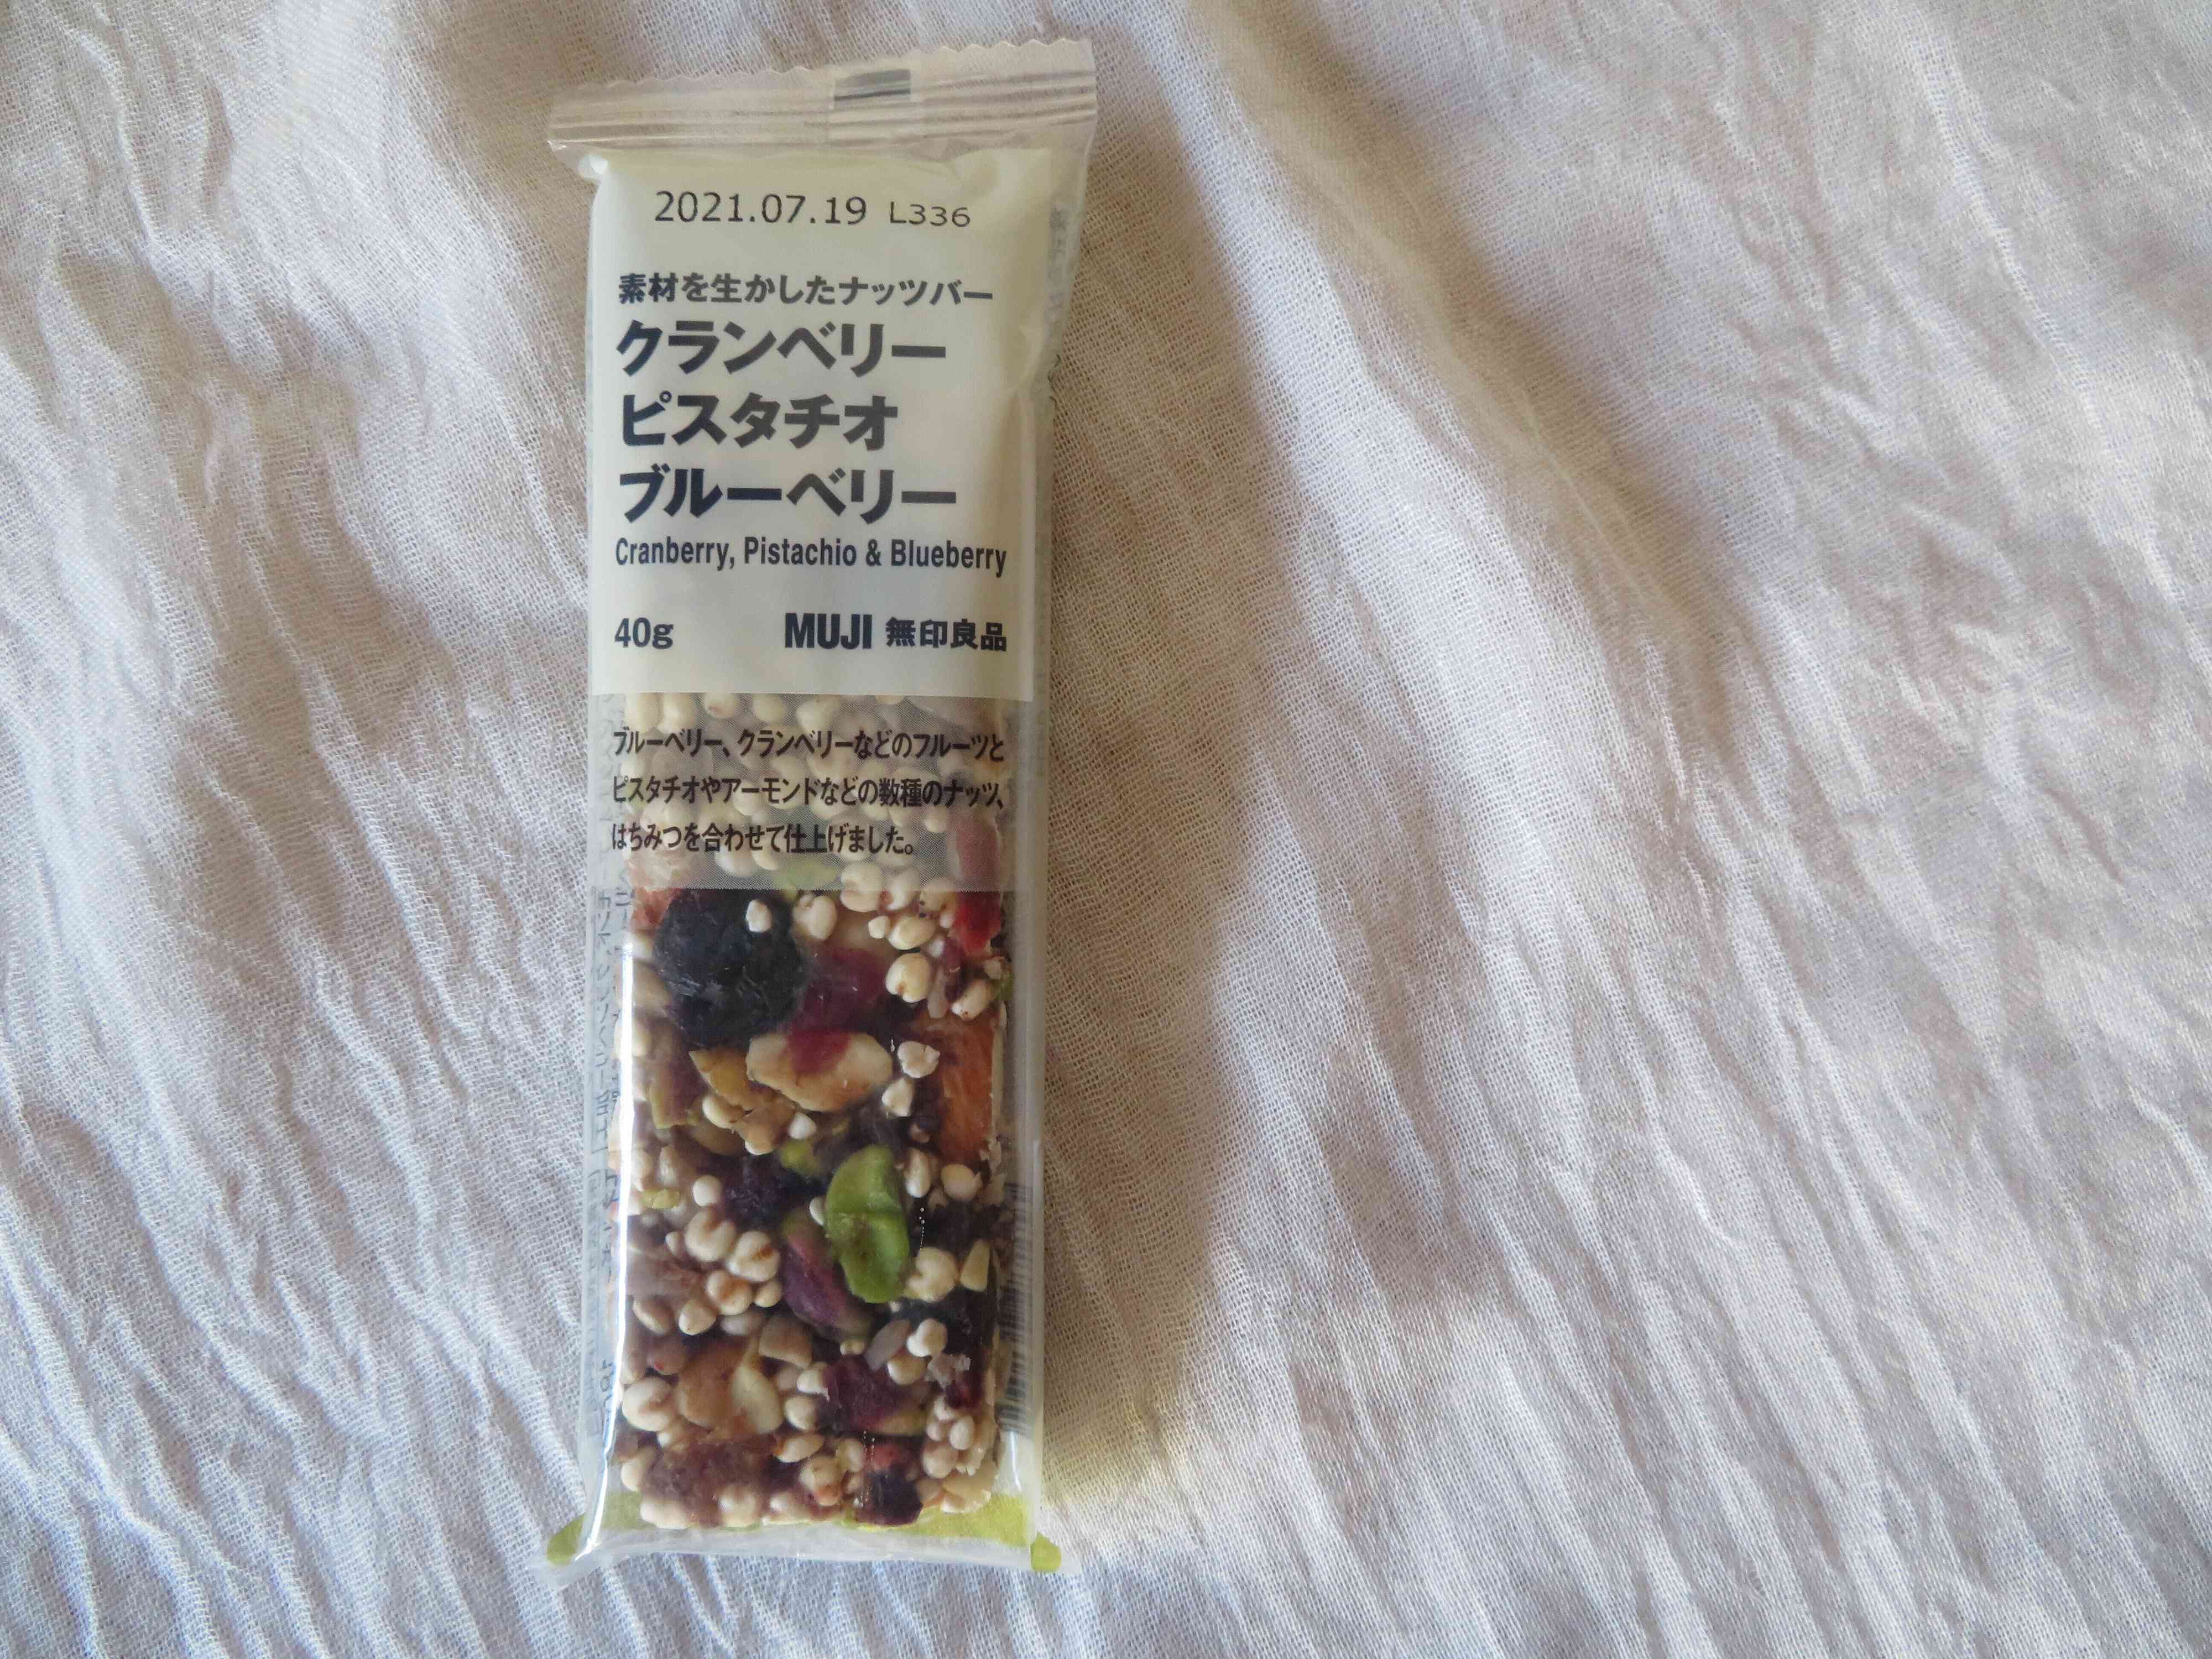 2021.07.19 L336
素材を生かしたナッツバー
クランベリー
ピスタチオ
ブルーベリー
Cranberry, Pistachio & Blueberry
40g MUJI 無印良品
ブルーベリー、クランベリーなどのフルーツと
ピスタチオやアーモンドなどの数種のナッツ、
はちみつを合わせて仕上げました。